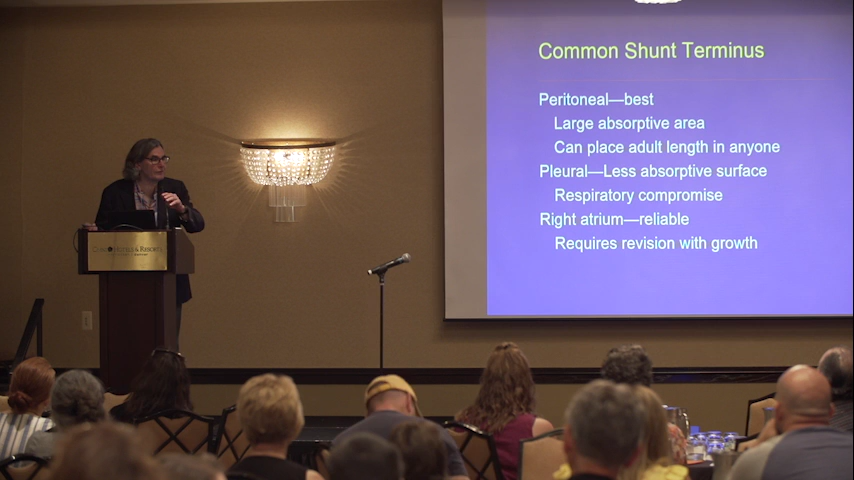 Common Shunt Terminus
Peritoneal—best
Large absorptive area
Can place adult length in anyone
Pleural—Less absorptive surface
Respiratory compromise
Right atrium—reliable
Requires revision with growth
& Resorts